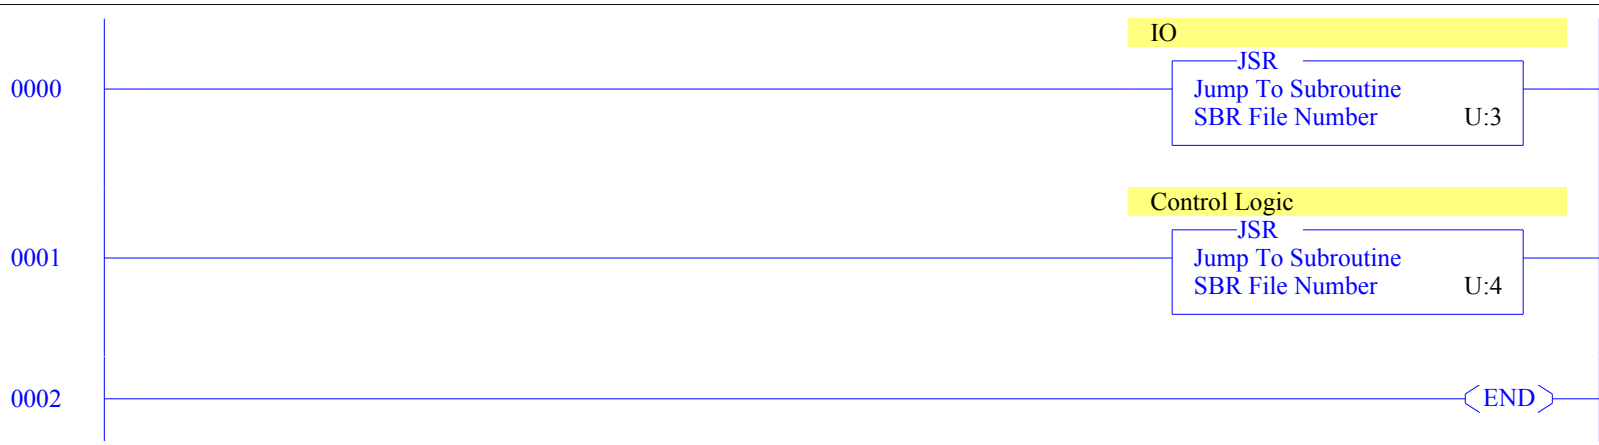 IO
JSR
0000
Jump To Subroutine
SBR File Number U:3
Control Logic
JSR
0001
Jump To Subroutine
SBR File Number U:4
0002
END